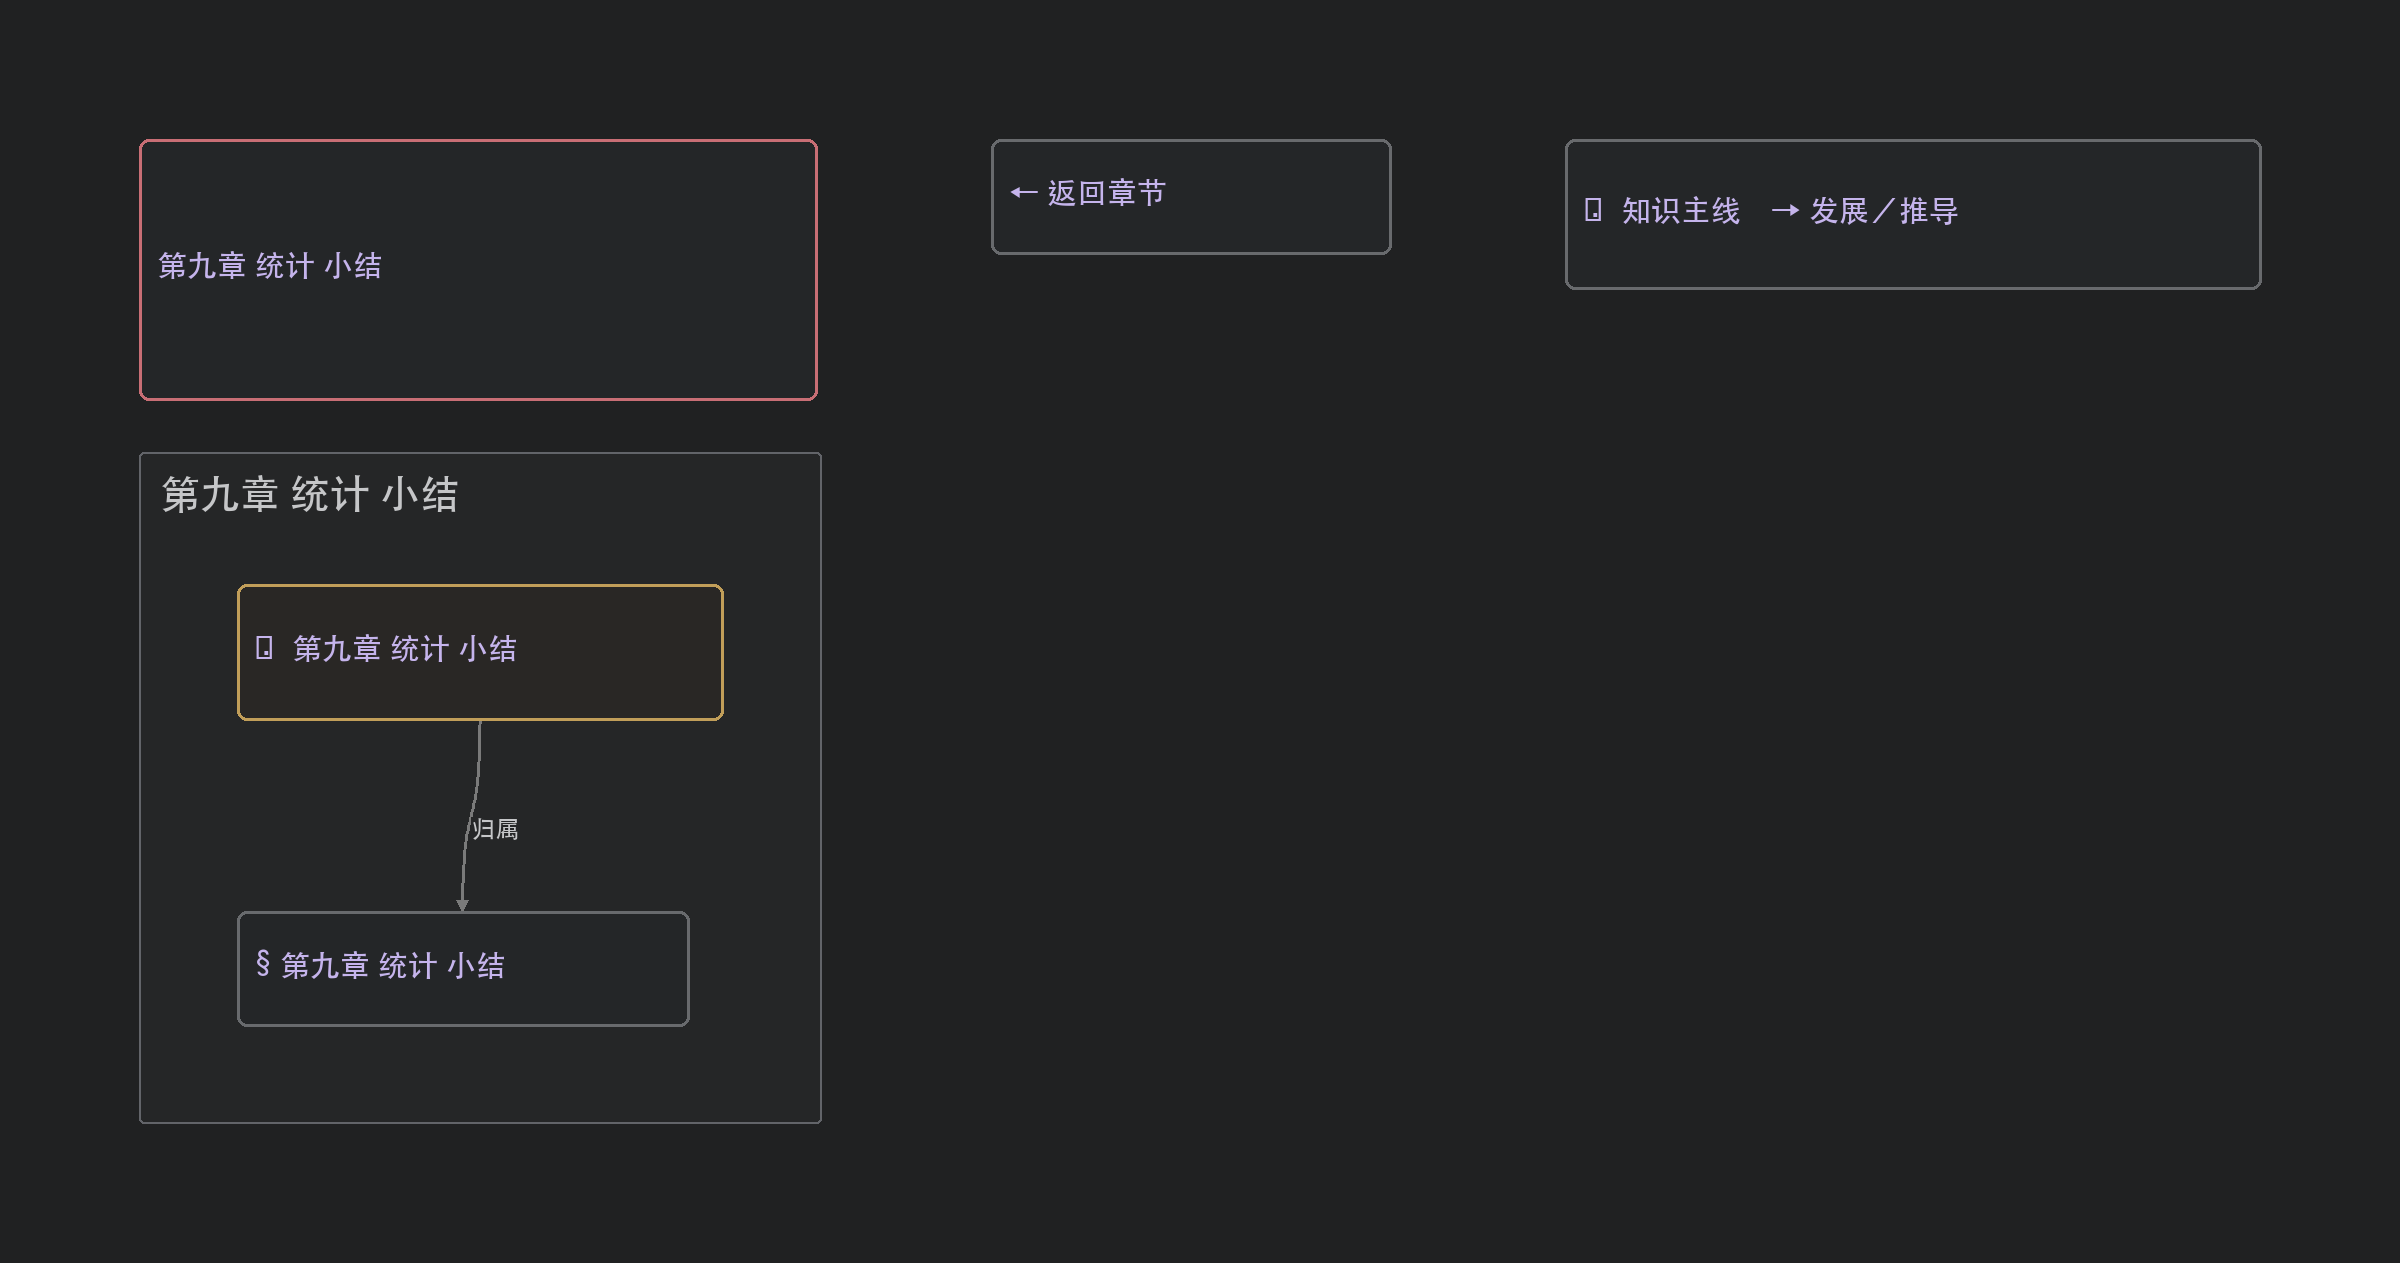 第九章 统计 小结
← 返回章节
知识主线 → 发展／推导
第九章 统计 小结
第九章 统计 小结
归属
§ 第九章 统计 小结